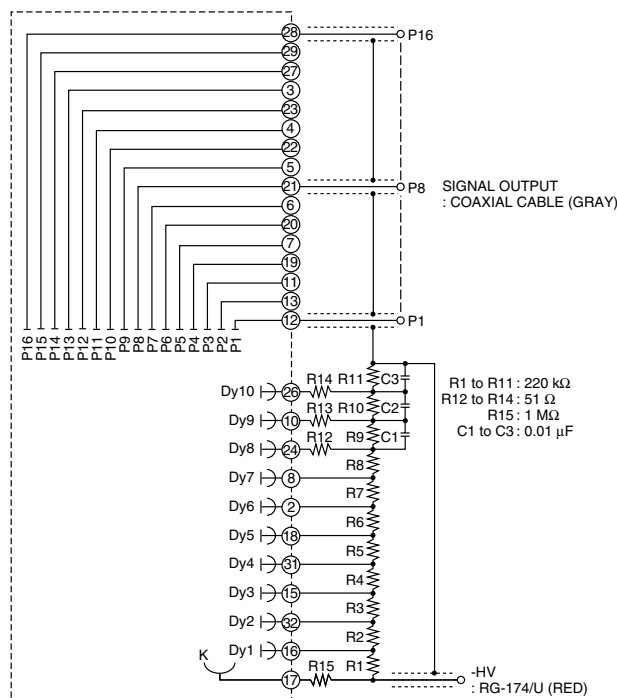 28
P16
29
27
3
23
4
22
5
21
P8
SIGNAL OUTPUT
: COAXIAL CABLE (GRAY)
6
20
7
19
11
13
12
P1
P16
P15
P14
P13
P12
P11
P10
P9
P8
P7
P6
P5
P4
P3
P2
P1
R1 to R11 : 220 kΩ
R12 to R14 : 51 Ω
R15 : 1 MΩ
C1 to C3 : 0.01 μF
Dy10 26 R14 R11 C3
Dy9 10 R13 R10 C2
Dy8 24 R12 R9 C1
R8
Dy7 8
R7
Dy6 2
R6
Dy5 18
R5
Dy4 31
R4
Dy3 15
R3
Dy2 32
R2
Dy1 16
K 17 R15 R1
-HV
: RG-174/U (RED)